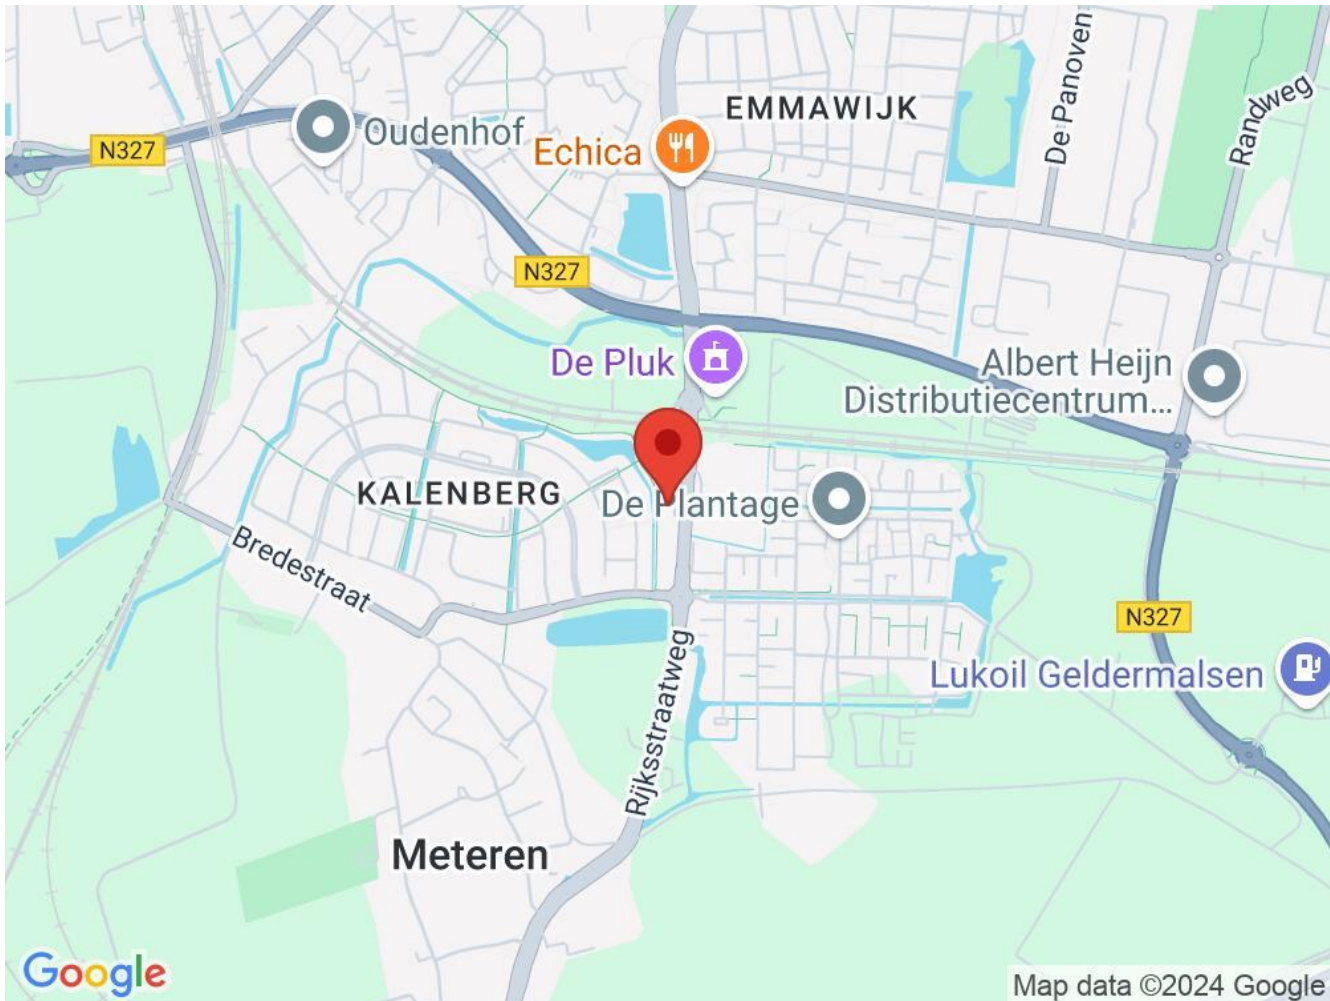 De Panoven
Randweg
EMMAWIJK
Oudenhof
Echica
N327
N327
De Pluk
Albert Heijn
Distributiecentrum...
KALENBERG
De Plantage
Bredestraat
N327
Rijksstraatweg
Lukoil Geldermalsen
Meteren
Google
Map data ©2024 Google